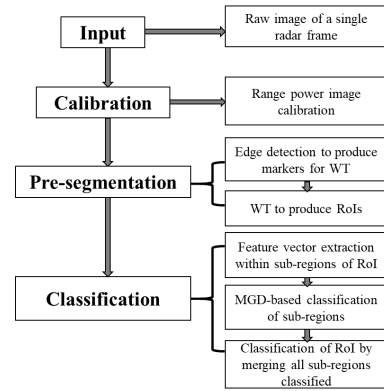 Input
Raw image of a single
radar frame
Calibration
Range power image
calibration
Pre-segmentation
Edge detection to produce
markers for WT
WT to produce RoIs
Classification
Feature vector extraction
within sub-regions of RoI
MGD-based classification
of sub-regions
Classification of RoI by
merging all sub-regions
classified